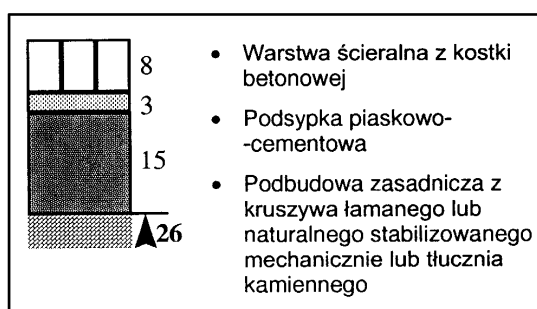 8
3
15
26
• Warstwa ścieralna z kostki
betonowej
• Podsypka piaskowo-
-cementowa
• Podbudowa zasadnicza z
kruszywa łamanego lub
naturalnego stabilizowanego
mechanicznie lub tłucznia
kamiennego